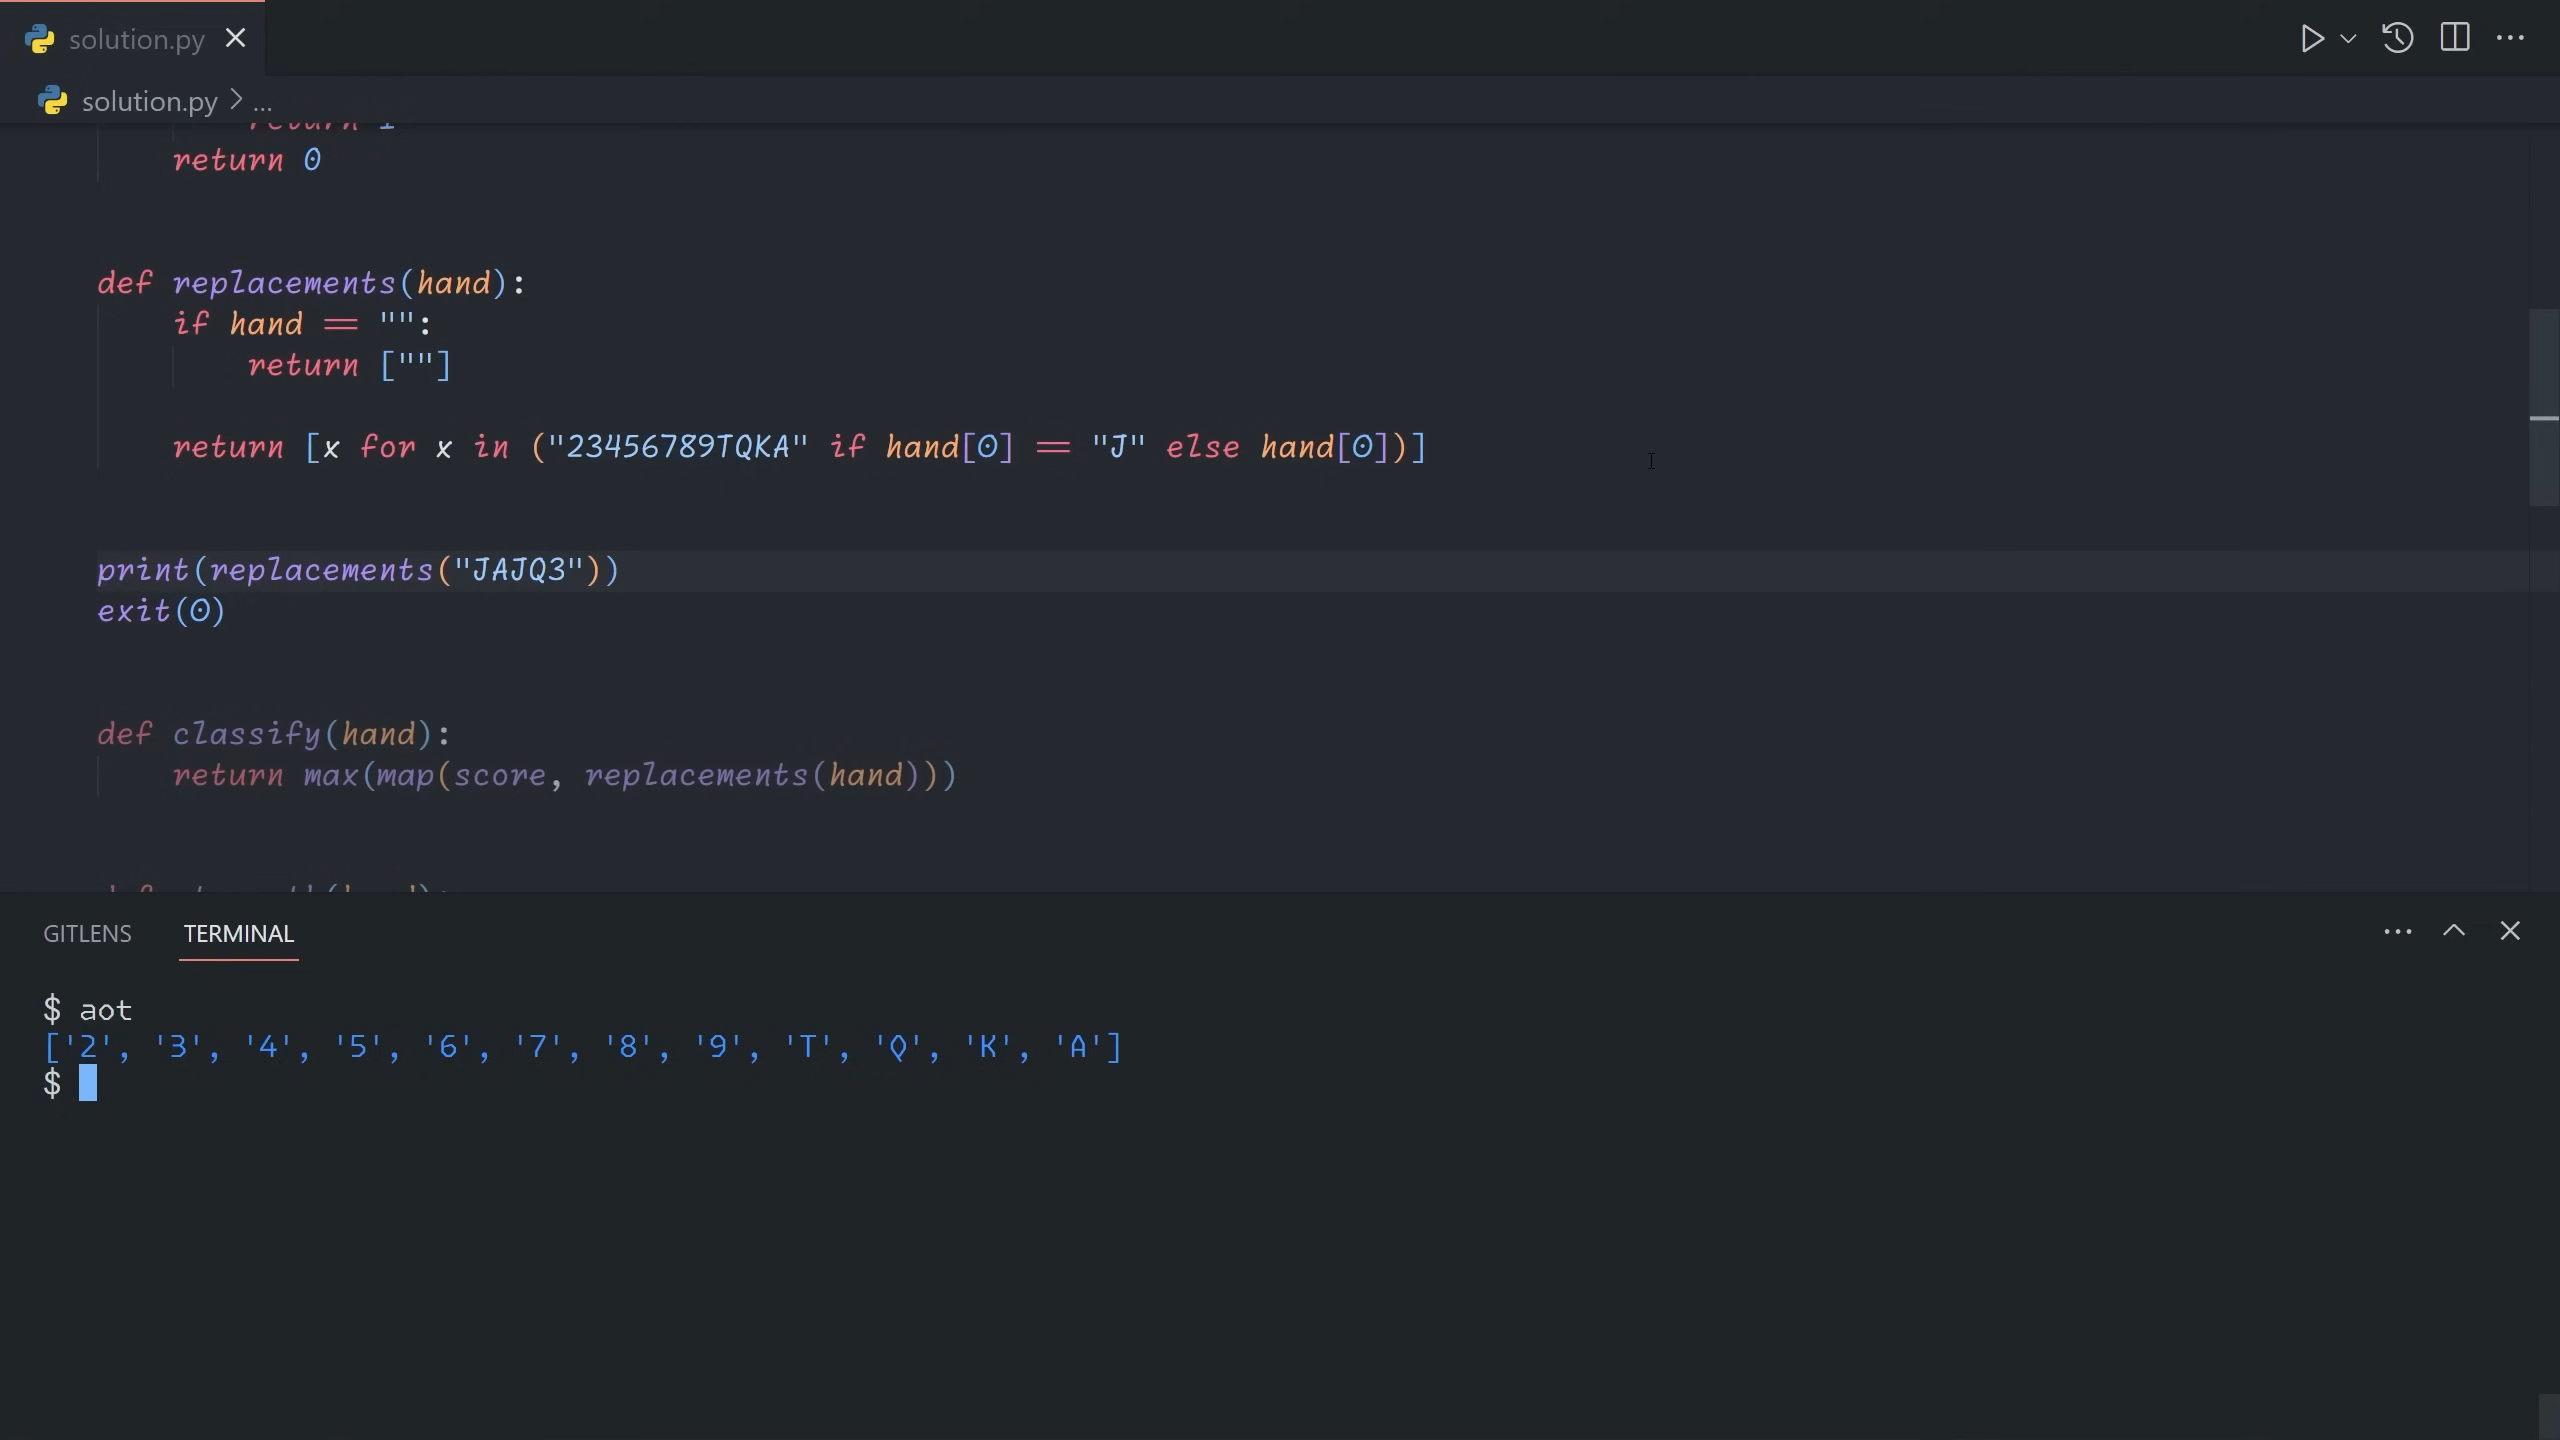 solution.py
solution.py > ...
return 1
return 0
def replacements(hand):
if hand == "":
return [""]
return [x for x in ("23456789TQKA" if hand[0] == "J" else hand[0])]
print(replacements("JAJQ3"))
exit(0)
def classify(hand):
return max(map(score, replacements(hand)))
GITLENS TERMINAL
$ aot
['2', '3', '4', '5', '6', '7', '8', '9', 'T', 'Q', 'K', 'A']
$